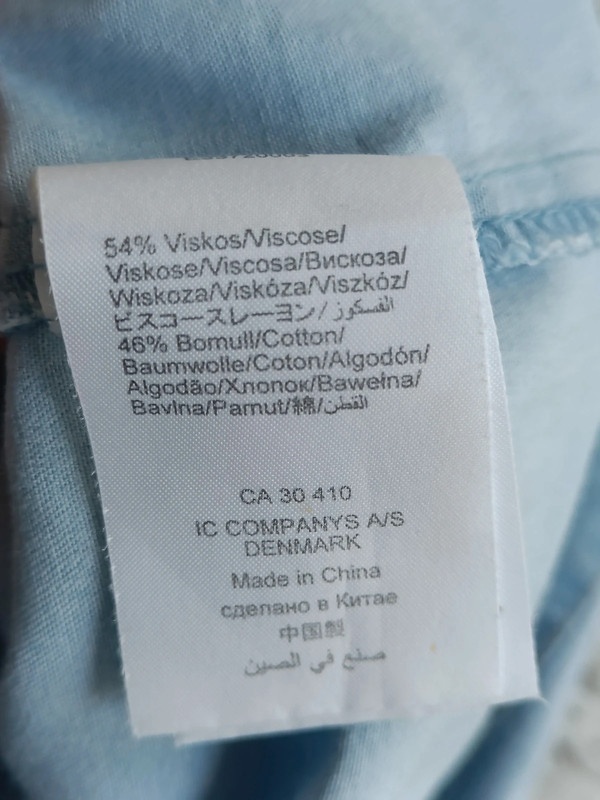 54% Viskos/Viscose/
Viskose/Viscosa/Вискоза/
Wiskoza/Viskóza/Viszkóz/
ビスコースレーヨン/الفسكوز
46% Bomull/Cotton/
Baumwolle/Coton/Algodón/
Algodão/Хлопок/Bawełna/
Bavlna/Pamut/綿/القطن
CA 30 410
IC COMPANYS A/S
DENMARK
Made in China
сделано в Китае
中国製
صنع في الصين